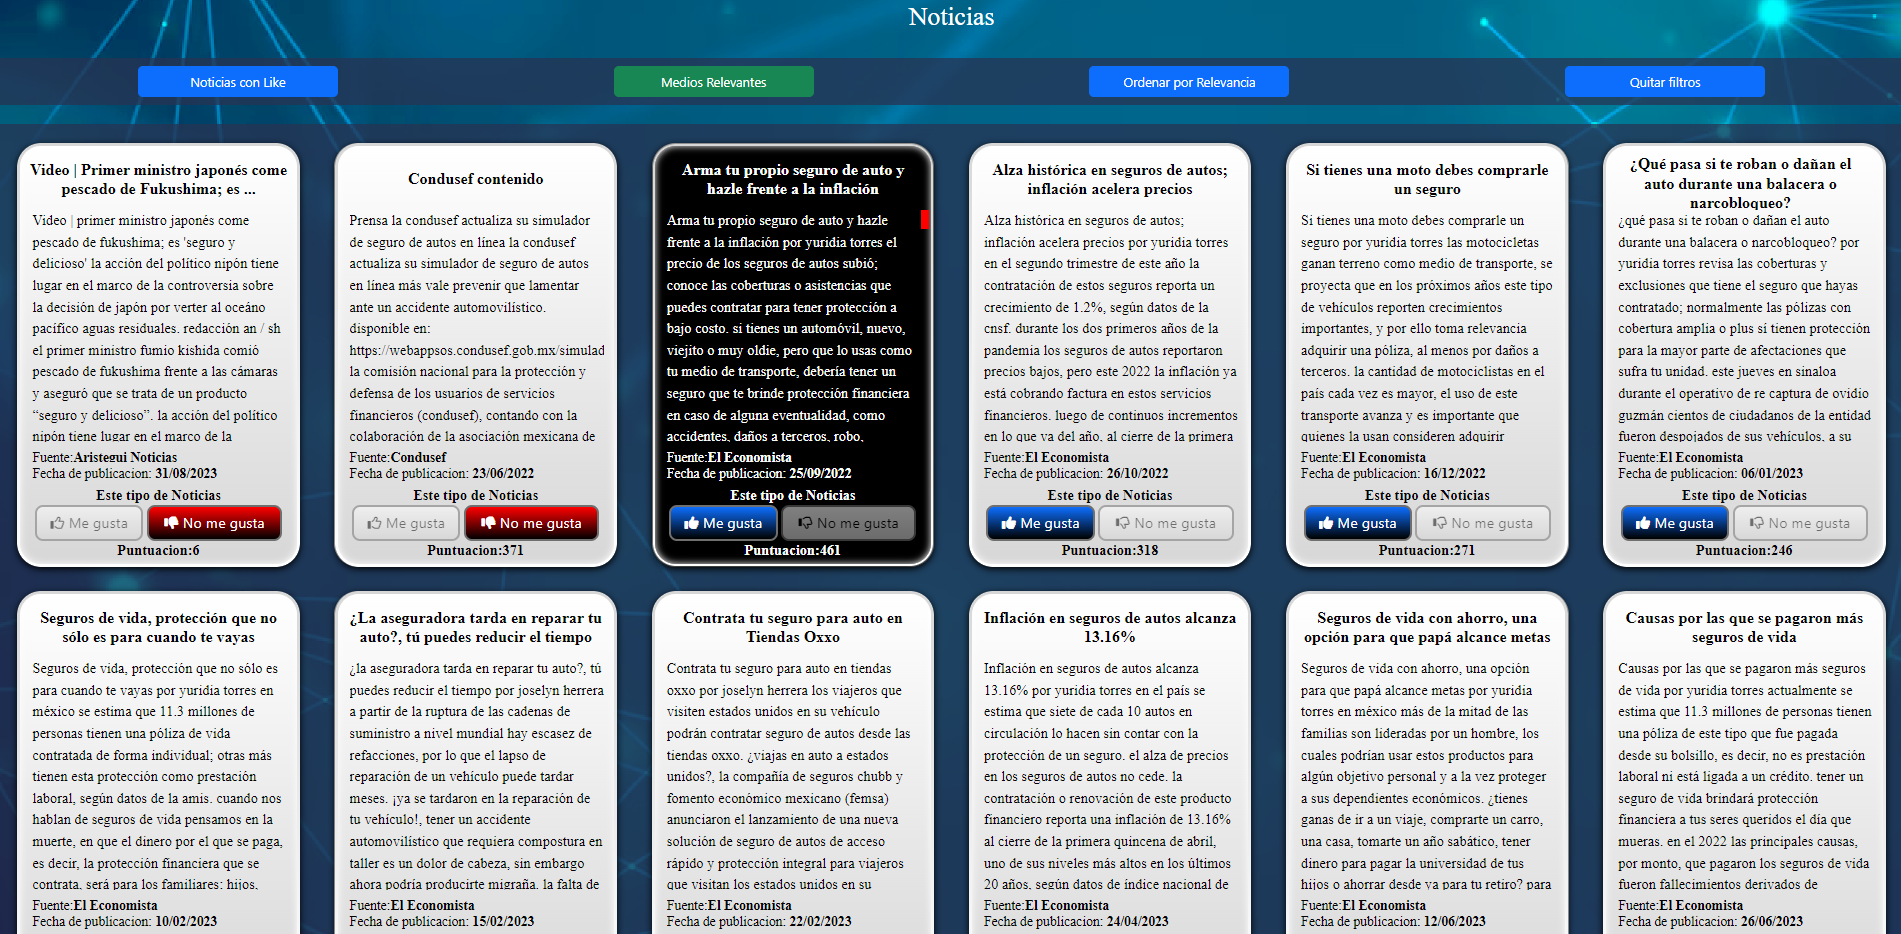 Noticias
Noticias con Like
Medios Relevantes
Ordenar por Relevancia
Quitar filtros
Video | Primer ministro japonés come
pescado de Fukushima; es ...
Video | primer ministro japonés come
pescado de fukushima; es 'seguro y
delicioso' la acción del político nipón tiene
lugar en el marco de la controversia sobre
la decisión de japón por verter al oceáno
pacífico aguas residuales. redacción an / sh
el primer ministro fumio kishida comió
pescado de fukushima frente a las cámaras
y aseguró que se trata de un producto
“seguro y delicioso”. la acción del político
nipón tiene lugar en el marco de la
Fuente:Aristegui Noticias
Fecha de publicacion: 31/08/2023
Este tipo de Noticias
Me gusta
No me gusta
Puntuacion:6
Condusef contenido
Prensa la condusef actualiza su simulador
de seguro de autos en línea la condusef
actualiza su simulador de seguro de autos
en línea más vale prevenir que lamentar
ante un accidente automovilístico.
disponible en:
https://webappsos.condusef.gob.mx/simulad
la comisión nacional para la protección y
defensa de los usuarios de servicios
financieros (condusef), contando con la
colaboración de la asociación mexicana de
Fuente:Condusef
Fecha de publicacion: 23/06/2022
Este tipo de Noticias
Me gusta
No me gusta
Puntuacion:371
Arma tu propio seguro de auto y
hazle frente a la inflación
Arma tu propio seguro de auto y hazle
frente a la inflación por yuridia torres el
precio de los seguros de autos subió;
conoce las coberturas o asistencias que
puedes contratar para tener protección a
bajo costo. si tienes un automóvil, nuevo,
viejito o muy oldie, pero que lo usas como
tu medio de transporte, debería tener un
seguro que te brinde protección financiera
en caso de alguna eventualidad, como
accidentes, daños a terceros, robo,
Fuente:El Economista
Fecha de publicacion: 25/09/2022
Este tipo de Noticias
Me gusta
No me gusta
Puntuacion:461
Alza histórica en seguros de autos;
inflación acelera precios
Alza histórica en seguros de autos;
inflación acelera precios por yuridia torres
en el segundo trimestre de este año la
contratación de estos seguros reporta un
crecimiento de 1.2%, según datos de la
cnsf. durante los dos primeros años de la
pandemia los seguros de autos reportaron
precios bajos, pero este 2022 la inflación ya
está cobrando factura en estos servicios
financieros. luego de continuos incrementos
en lo que va del año, al cierre de la primera
Fuente:El Economista
Fecha de publicacion: 26/10/2022
Este tipo de Noticias
Me gusta
No me gusta
Puntuacion:318
Si tienes una moto debes comprarle
un seguro
Si tienes una moto debes comprarle un
seguro por yuridia torres las motocicletas
ganan terreno como medio de transporte, se
proyecta que en los próximos años este tipo
de vehículos reporten crecimientos
importantes, y por ello toma relevancia
adquirir una póliza, al menos por daños a
terceros. la cantidad de motociclistas en el
país cada vez es mayor, el uso de este
transporte avanza y es importante que
quienes la usan consideren adquirir
Fuente:El Economista
Fecha de publicacion: 16/12/2022
Este tipo de Noticias
Me gusta
No me gusta
Puntuacion:271
¿Qué pasa si te roban o dañan el
auto durante una balacera o
narcobloqueo?
¿qué pasa si te roban o dañan el auto
durante una balacera o narcobloqueo? por
yuridia torres revisa las coberturas y
exclusiones que tiene el seguro que hayas
contratado; normalmente las pólizas con
cobertura amplia o plus sí tienen protección
para la mayor parte de afectaciones que
sufra tu unidad. este jueves en sinaloa
durante el operativo de re captura de ovidio
guzmán cientos de ciudadanos de la entidad
fueron despojados de sus vehículos, a su
Fuente:El Economista
Fecha de publicacion: 06/01/2023
Este tipo de Noticias
Me gusta
No me gusta
Puntuacion:246
Seguros de vida, protección que no
sólo es para cuando te vayas
Seguros de vida, protección que no sólo es
para cuando te vayas por yuridia torres en
méxico se estima que 11.3 millones de
personas tienen una póliza de vida
contratada de forma individual; otras más
tienen esta protección como prestación
laboral, según datos de la amis. cuando nos
hablan de seguros de vida pensamos en la
muerte, en que el dinero por el que se paga,
es decir, la protección financiera que se
contrata, será para los familiares: hijos,
Fuente:El Economista
Fecha de publicacion: 10/02/2023
¿La aseguradora tarda en reparar tu
auto?, tú puedes reducir el tiempo
¿la aseguradora tarda en reparar tu auto?, tú
puedes reducir el tiempo por joselyn herrera
a partir de la ruptura de las cadenas de
suministro a nivel mundial hay escasez de
refacciones, por lo que el lapso de
reparación de un vehículo puede tardar
meses. ¡ya se tardaron en la reparación de
tu vehículo!, tener un accidente
automovilístico que requiera compostura en
taller es un dolor de cabeza, sin embargo
ahora podría producirte migraña. la falta de
Fuente:El Economista
Fecha de publicacion: 15/02/2023
Contrata tu seguro para auto en
Tiendas Oxxo
Contrata tu seguro para auto en tiendas
oxxo por joselyn herrera los viajeros que
visiten estados unidos en su vehículo
podrán contratar seguro de autos desde las
tiendas oxxo. ¿viajas en auto a estados
unidos?, la compañía de seguros chubb y
fomento económico mexicano (femsa)
anunciaron el lanzamiento de una nueva
solución de seguro de autos de acceso
rápido y protección integral para viajeros
que visitan los estados unidos en su
Fuente:El Economista
Fecha de publicacion: 22/02/2023
Inflación en seguros de autos alcanza
13.16%
Inflación en seguros de autos alcanza
13.16% por yuridia torres en el país se
estima que siete de cada 10 autos en
circulación lo hacen sin contar con la
protección de un seguro. el alza de precios
en los seguros de autos no cede. la
contratación o renovación de este producto
financiero reporta una inflación de 13.16%
al cierre de la primera quincena de abril,
uno de sus niveles más altos en los últimos
20 años, según datos de índice nacional de
Fuente:El Economista
Fecha de publicacion: 24/04/2023
Seguros de vida con ahorro, una
opción para que papá alcance metas
Seguros de vida con ahorro, una opción
para que papá alcance metas por yuridia
torres en méxico más de la mitad de las
familias son lideradas por un hombre, los
cuales podrían usar estos productos para
algún objetivo personal y a la vez proteger
a sus dependientes económicos. ¿tienes
ganas de ir a un viaje, comprarte un carro,
una casa, tomarte un año sabático, tener
dinero para pagar la universidad de tus
hijos o ahorrar desde ya para tu retiro? para
Fuente:El Economista
Fecha de publicacion: 12/06/2023
Causas por las que se pagaron más
seguros de vida
Causas por las que se pagaron más seguros
de vida por yuridia torres actualmente se
estima que 11.3 millones de personas tienen
una póliza de este tipo que fue pagada
desde su bolsillo, es decir, no es prestación
laboral ni está ligada a un crédito. tener un
seguro de vida brindará protección
financiera a tus seres queridos el día que
mueras. en el 2022 las principales causas,
por monto, que pagaron los seguros de vida
fueron fallecimientos derivados de
Fuente:El Economista
Fecha de publicacion: 26/06/2023